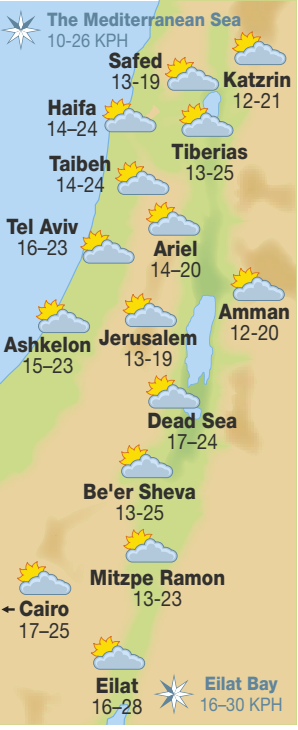 The Mediterranean Sea
10-26 KPH
Safed
13-19
Katzrin
12-21
Haifa
14–24
Tiberias
13-25
Taibeh
14-24
Tel Aviv
16–23
Ariel
14–20
Amman
12-20
Ashkelon
15–23
Jerusalem
13-19
Dead Sea
17–24
Be'er Sheva
13-25
Mitzpe Ramon
13-23
Cairo
17–25
Eilat
16–28
Eilat Bay
16–30 KPH